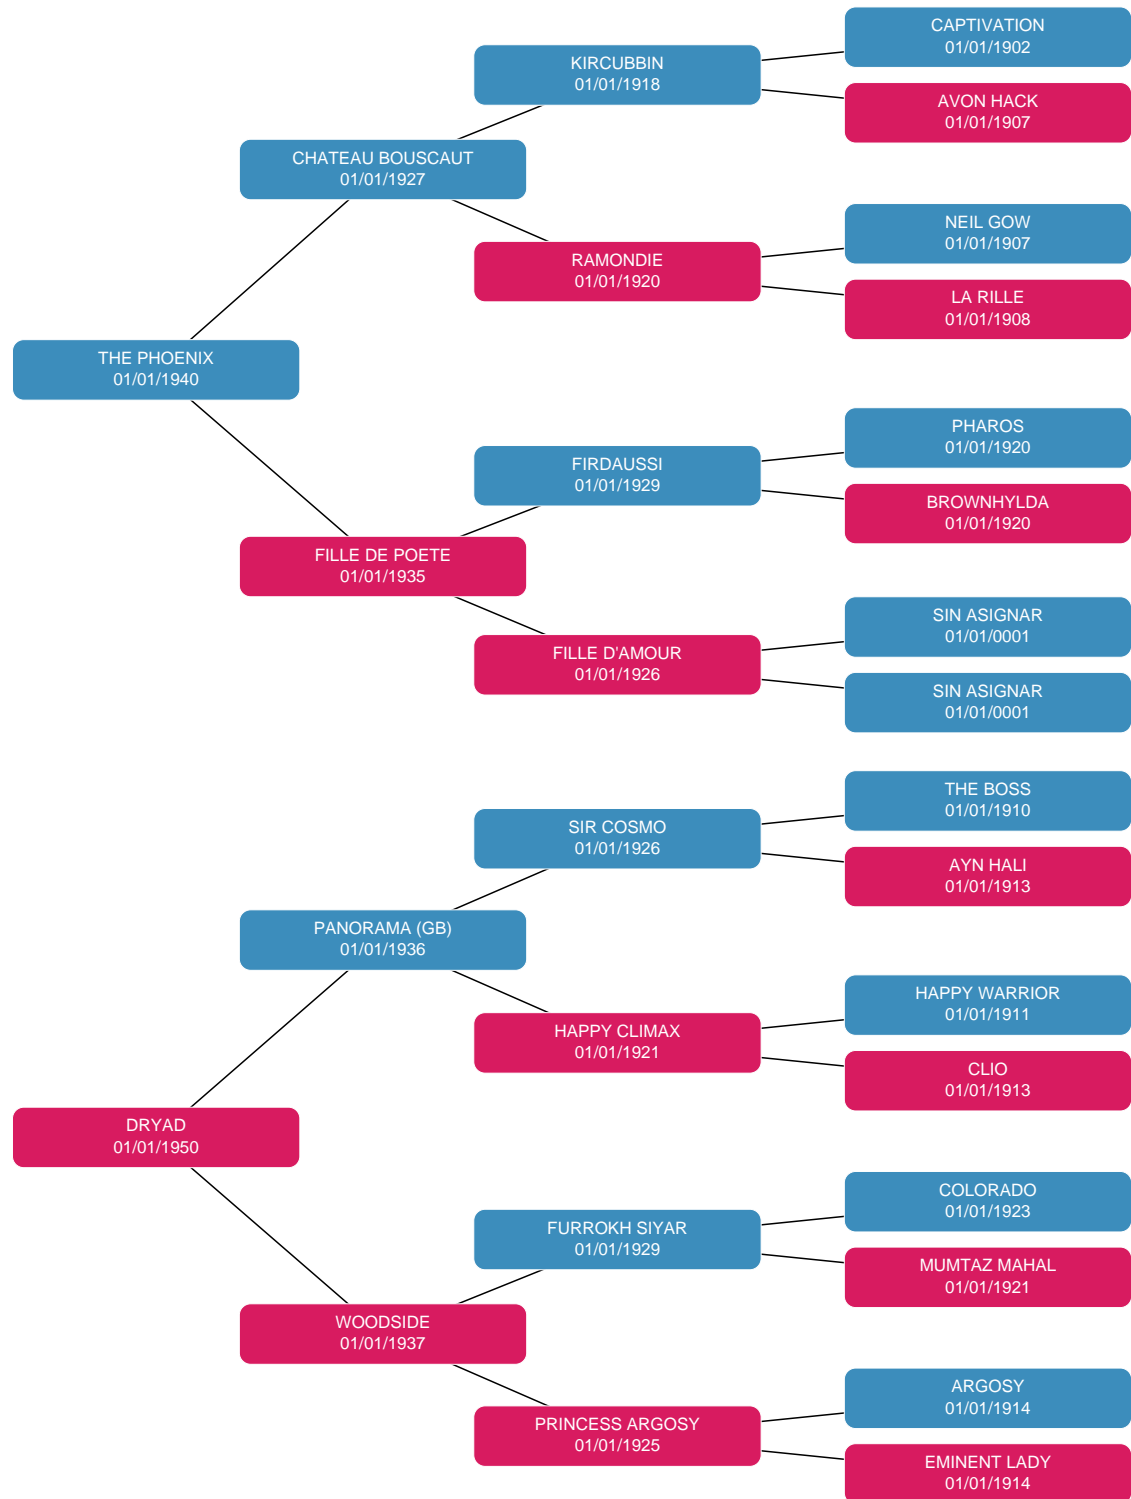 CAPTIVATION
01/01/1902
KIRCUBBIN
01/01/1918
AVON HACK
01/01/1907
CHATEAU BOUSCAUT
01/01/1927
NEIL GOW
01/01/1907
RAMONDIE
01/01/1920
LA RILLE
01/01/1908
THE PHOENIX
01/01/1940
PHAROS
01/01/1920
FIRDAUSSI
01/01/1929
BROWNHYLDA
01/01/1920
FILLE DE POETE
01/01/1935
SIN ASIGNAR
01/01/0001
FILLE D'AMOUR
01/01/1926
SIN ASIGNAR
01/01/0001
THE BOSS
01/01/1910
SIR COSMO
01/01/1926
AYN HALI
01/01/1913
PANORAMA (GB)
01/01/1936
HAPPY WARRIOR
01/01/1911
HAPPY CLIMAX
01/01/1921
CLIO
01/01/1913
DRYAD
01/01/1950
COLORADO
01/01/1923
FURROKH SIYAR
01/01/1929
MUMTAZ MAHAL
01/01/1921
WOODSIDE
01/01/1937
ARGOSY
01/01/1914
PRINCESS ARGOSY
01/01/1925
EMINENT LADY
01/01/1914